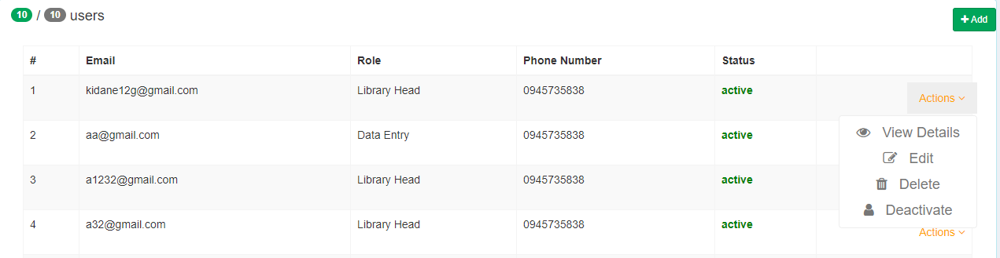 10 / 10 users
+ Add
# Email Role Phone Number Status
1 kidane12g@gmail.com Library Head 0945735838 active Actions
View Details
2 aa@gmail.com Data Entry 0945735838 active
Edit
3 a1232@gmail.com Library Head 0945735838 active
Delete
Deactivate
4 a32@gmail.com Library Head 0945735838 active Actions